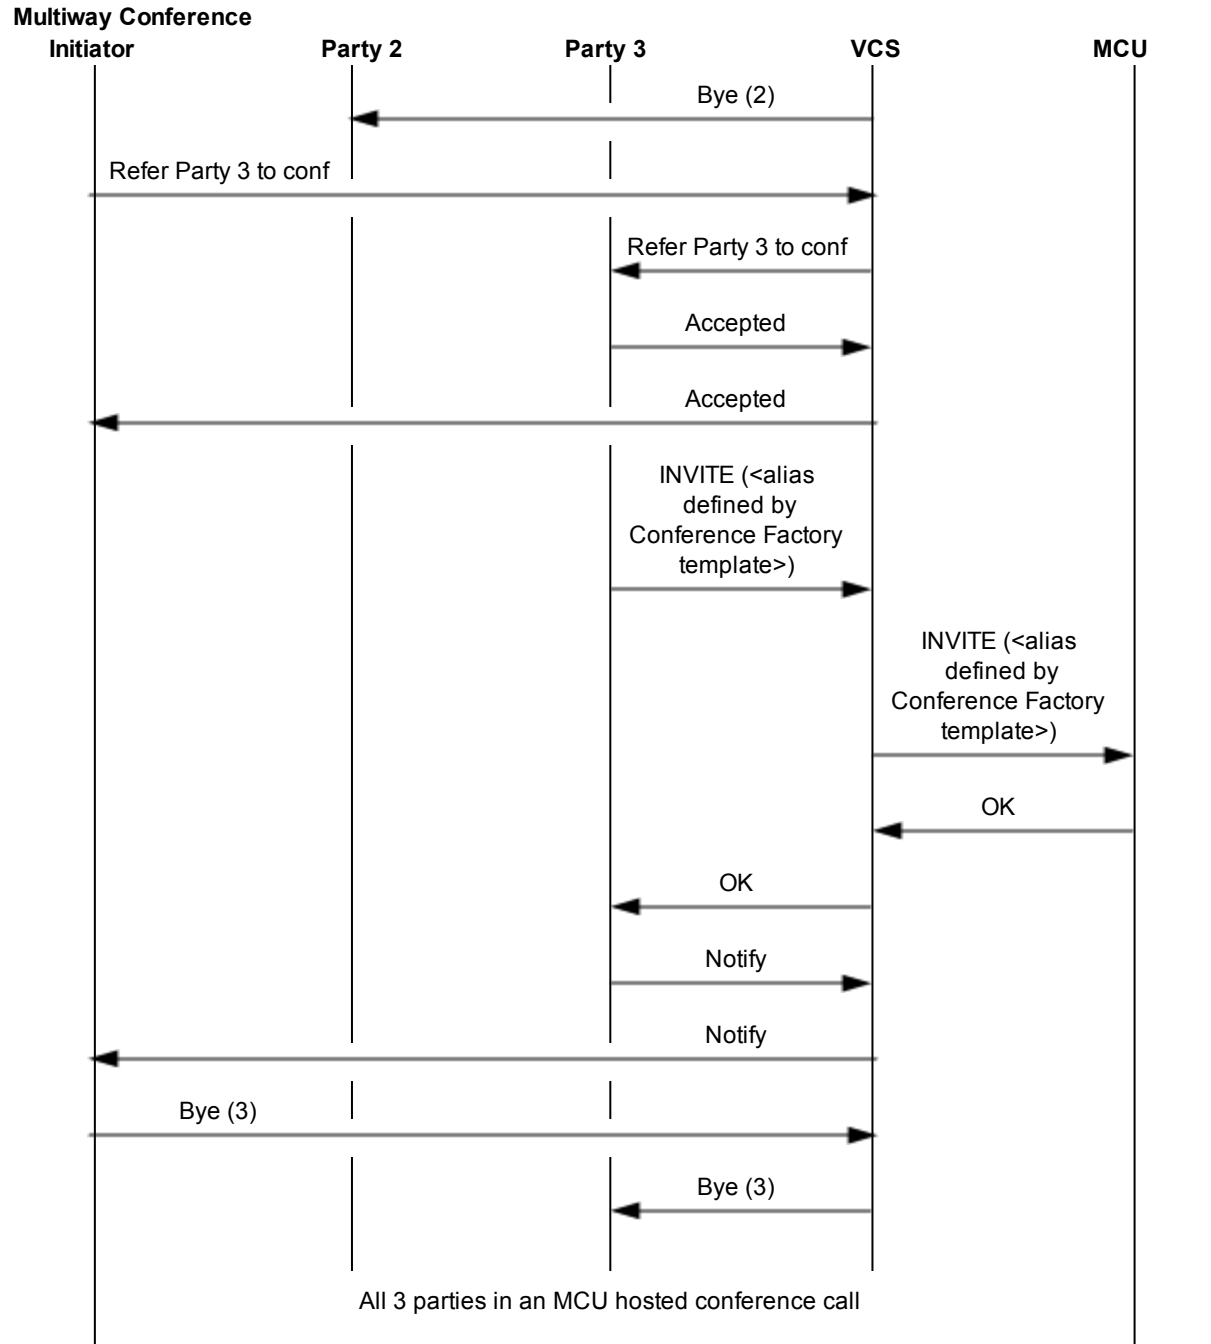 Multiway Conference
Initiator Party 2 Party 3 VCS MCU
Bye (2)
Refer Party 3 to conf
Refer Party 3 to conf
Accepted
Accepted
INVITE (<alias
defined by
Conference Factory
template>)
INVITE (<alias
defined by
Conference Factory
template>)
OK
OK
Notify
Notify
Bye (3)
Bye (3)
All 3 parties in an MCU hosted conference call